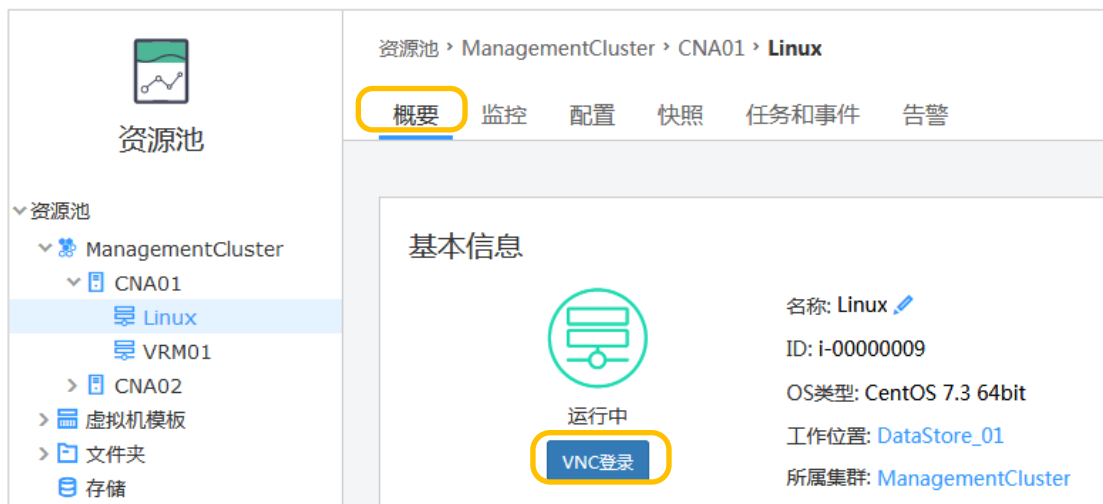 资源池
资源池
ManagementCluster
CNA01
Linux
VRM01
CNA02
虚拟机模板
文件夹
存储
资源池 › ManagementCluster › CNA01 › Linux
概要 监控 配置 快照 任务和事件 告警
基本信息
运行中
VNC登录
名称: Linux
ID: i-00000009
OS类型: CentOS 7.3 64bit
工作位置: DataStore_01
所属集群: ManagementCluster